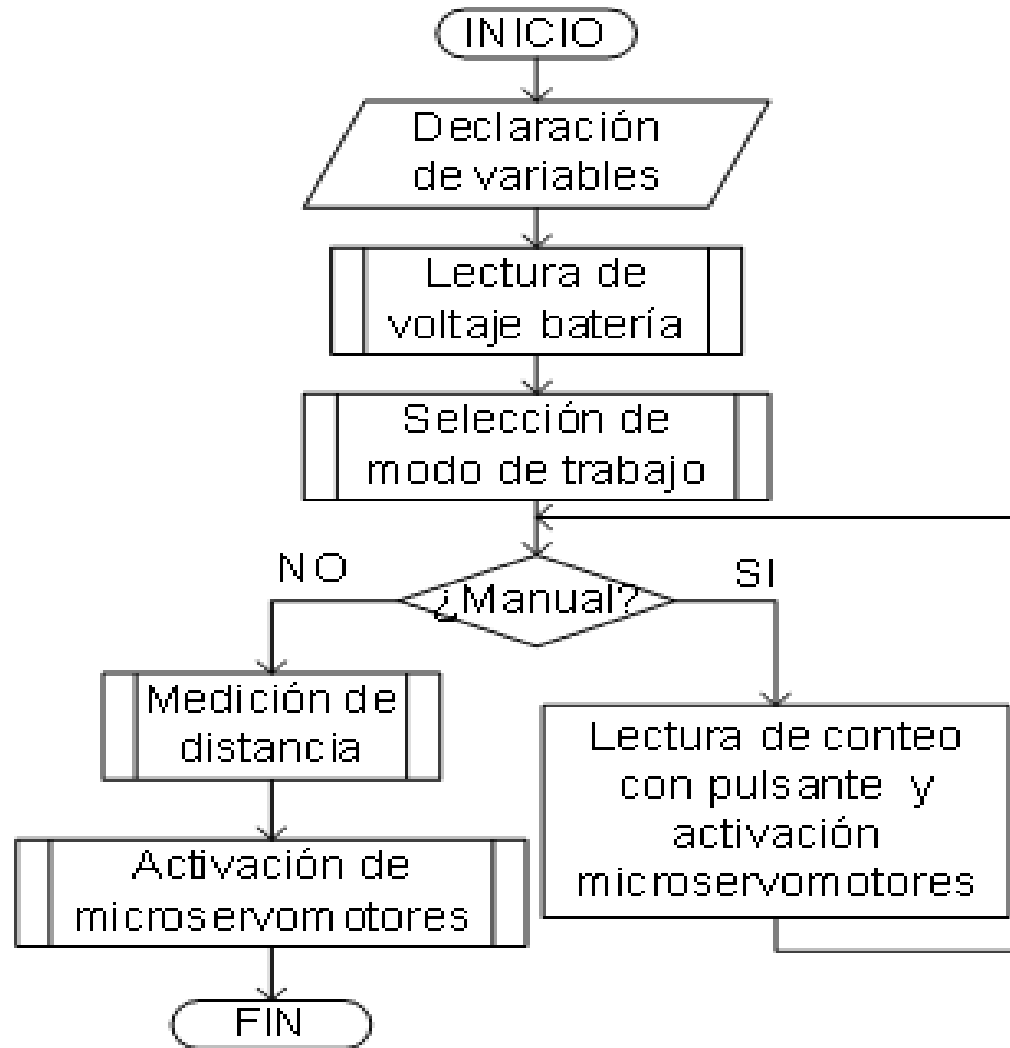 INICIO
Declaración
de variables
Lectura de
voltaje batería
Selección de
modo de trabajo
NO
¿Manual?
SI
Medición de
distancia
Lectura de conteo
con pulsante y
activación
microservomotores
Activación de
microservomotores
FIN